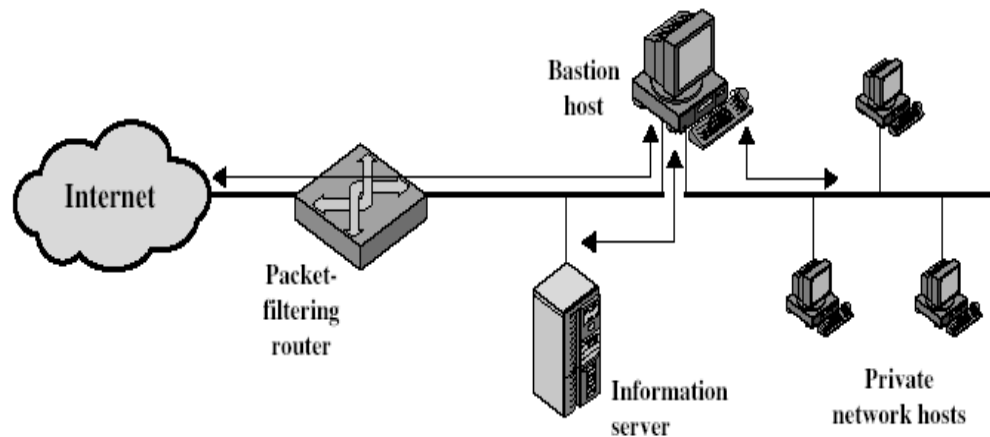 Bastion
host
Internet
Packet-
filtering
router
Information
server
Private
network hosts